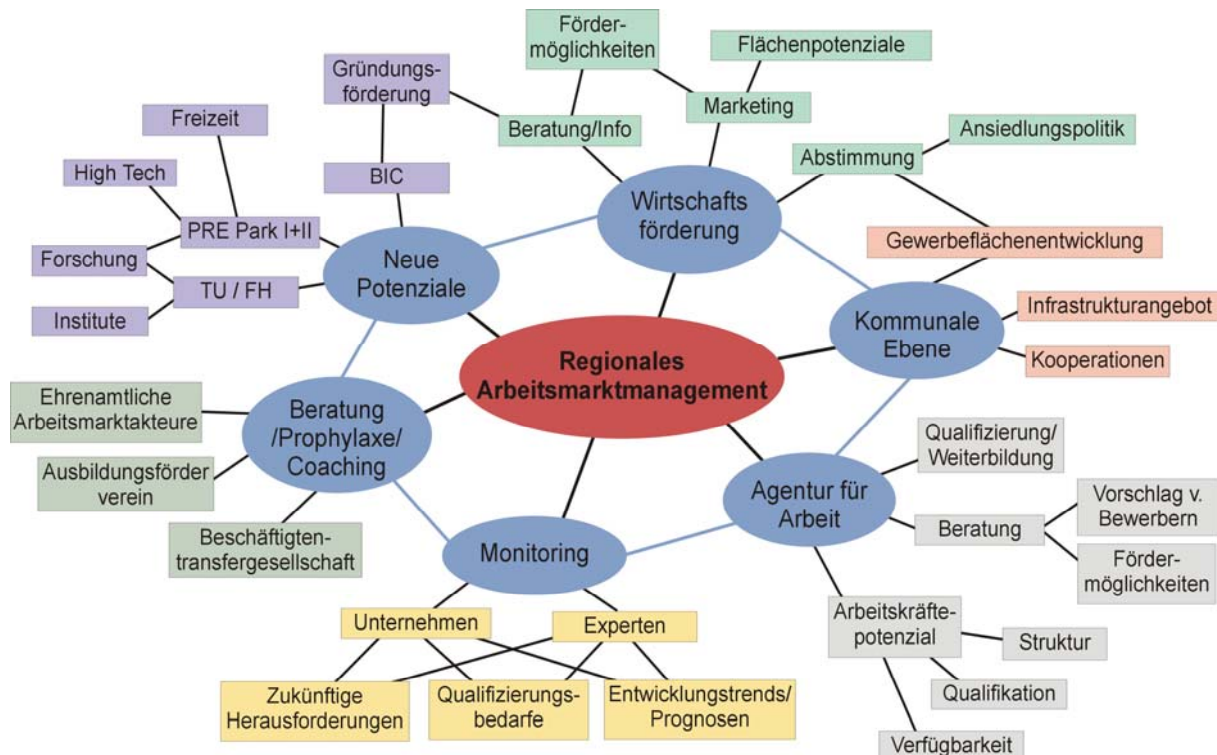 Förder-
möglichkeiten
Flächenpotenziale
Gründungs-
förderung
Marketing
Freizeit
Beratung/Info
Ansiedlungspolitik
Abstimmung
High Tech
BIC
Wirtschafts
förderung
PRE Park I+II
Gewerbeflächenentwicklung
Forschung
Neue
Potenziale
TU / FH
Institute
Infrastrukturangebot
Kommunale
Ebene
Kooperationen
Regionales
Arbeitsmarktmanagement
Ehrenamtliche
Arbeitsmarktakteure
Beratung
/Prophylaxe/
Coaching
Qualifizierung/
Weiterbildung
Ausbildungsförder
verein
Agentur für
Arbeit
Vorschlag v.
Bewerbern
Beratung
Beschäftigten-
transfergesellschaft
Monitoring
Förder-
möglichkeiten
Unternehmen
Experten
Arbeitskräfte-
potenzial
Struktur
Zukünftige
Herausforderungen
Qualifizierungs-
bedarfe
Entwicklungstrends/
Prognosen
Qualifikation
Verfügbarkeit